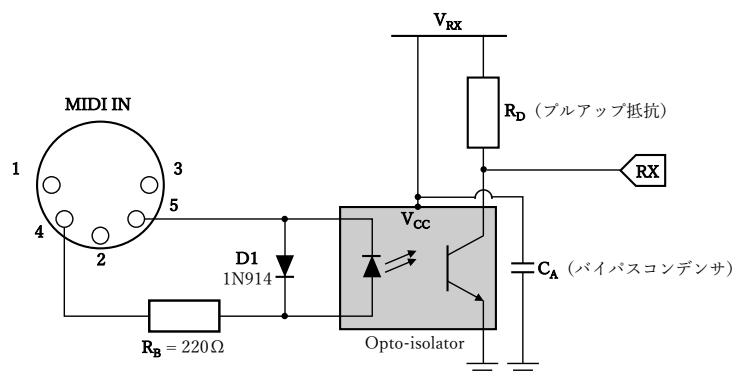 V_RX
R_D（プルアップ抵抗）
MIDI IN
1
3
RX
5
4
2
V_CC
D1
1N914
C_A（バイパスコンデンサ）
R_B = 220Ω
Opto-isolator